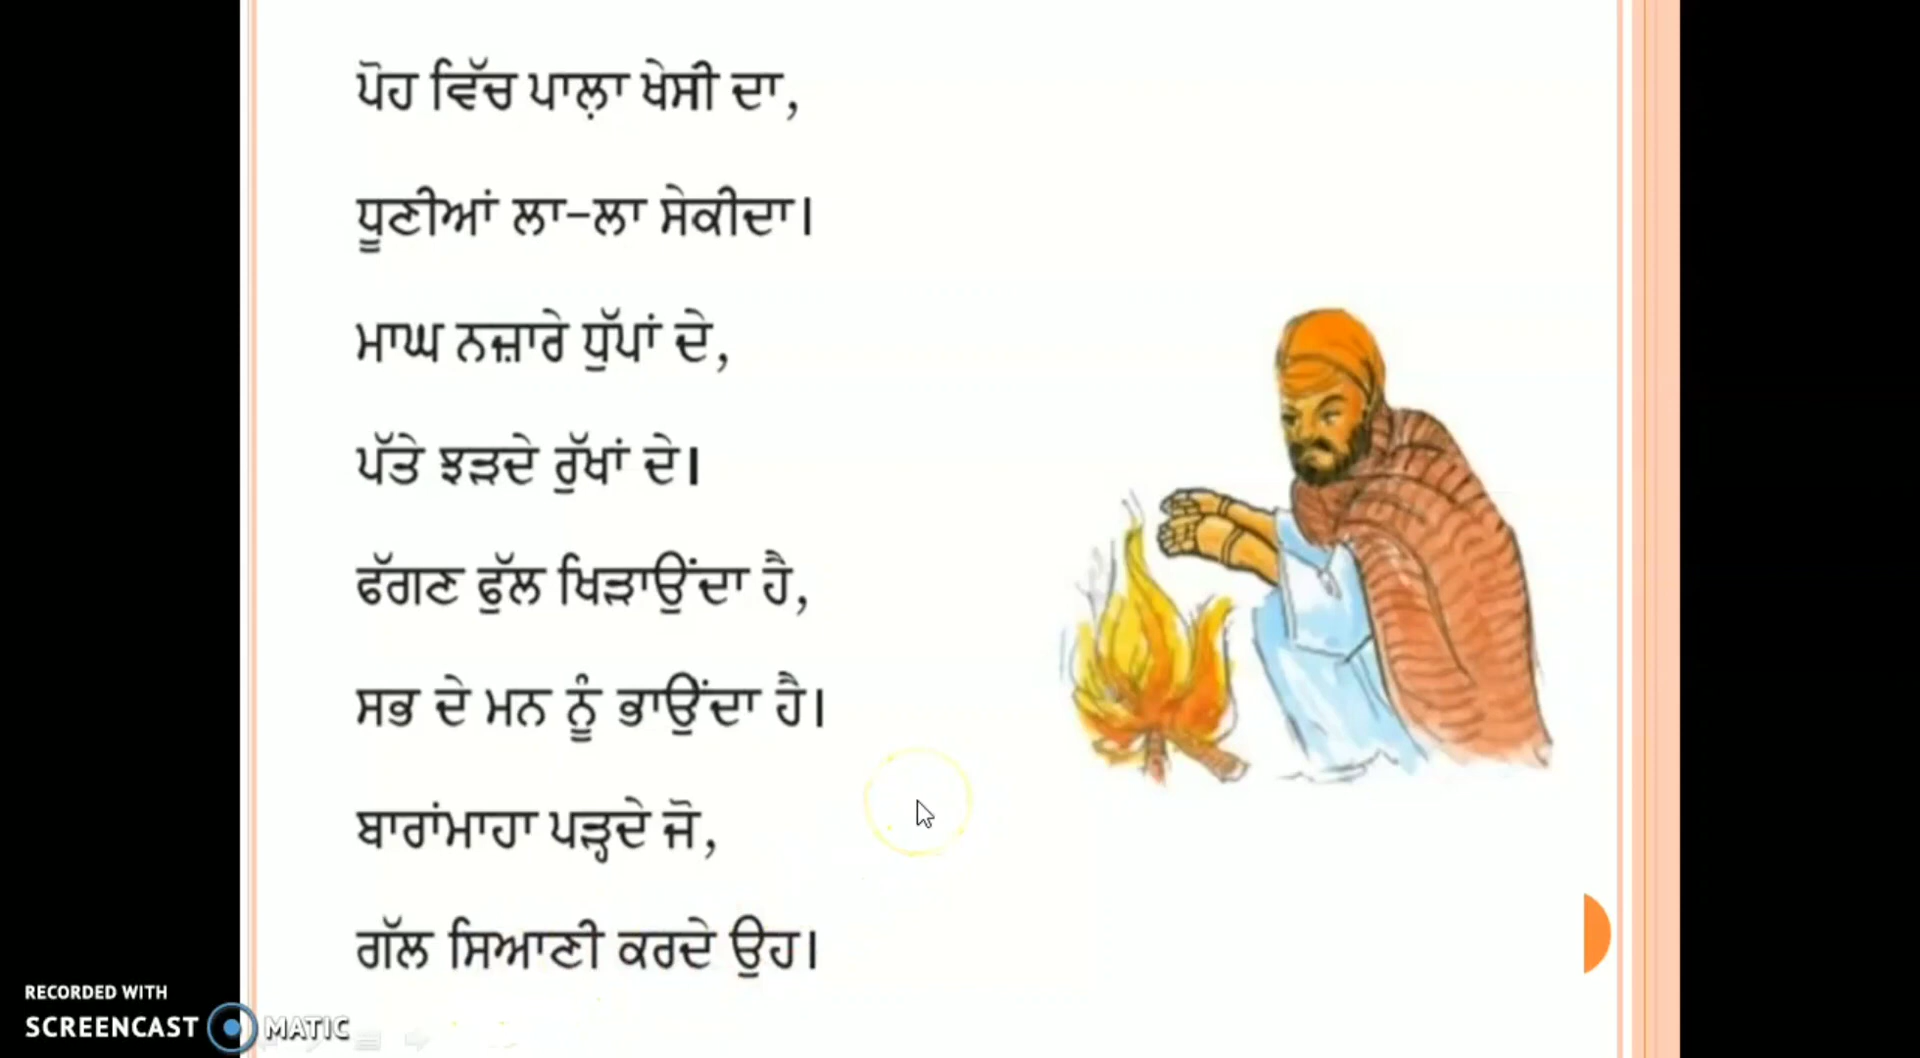 ਪੋਹ ਵਿੱਚ ਪਾਲ਼ਾ ਖੇਸੀ ਦਾ,
ਧੂਣੀਆਂ ਲਾ-ਲਾ ਸੇਕੀਦਾ।
ਮਾਘ ਨਜ਼ਾਰੇ ਧੁੱਪਾਂ ਦੇ,
ਪੱਤੇ ਝੜਦੇ ਰੁੱਖਾਂ ਦੇ।
ਫੱਗਣ ਫੁੱਲ ਖਿੜਾਉਂਦਾ ਹੈ,
ਸਭ ਦੇ ਮਨ ਨੂੰ ਭਾਉਂਦਾ ਹੈ।
ਬਾਰਾਂਮਾਹਾ ਪੜ੍ਹਦੇ ਜੋ,
ਗੱਲ ਸਿਆਣੀ ਕਰਦੇ ਉਹ।
RECORDED WITH
SCREENCAST MATIC